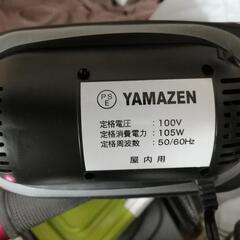 PS
E
YAMAZEN
定格電圧：100V
定格消費電力：105W
定格周波数：50/60Hz
屋内用